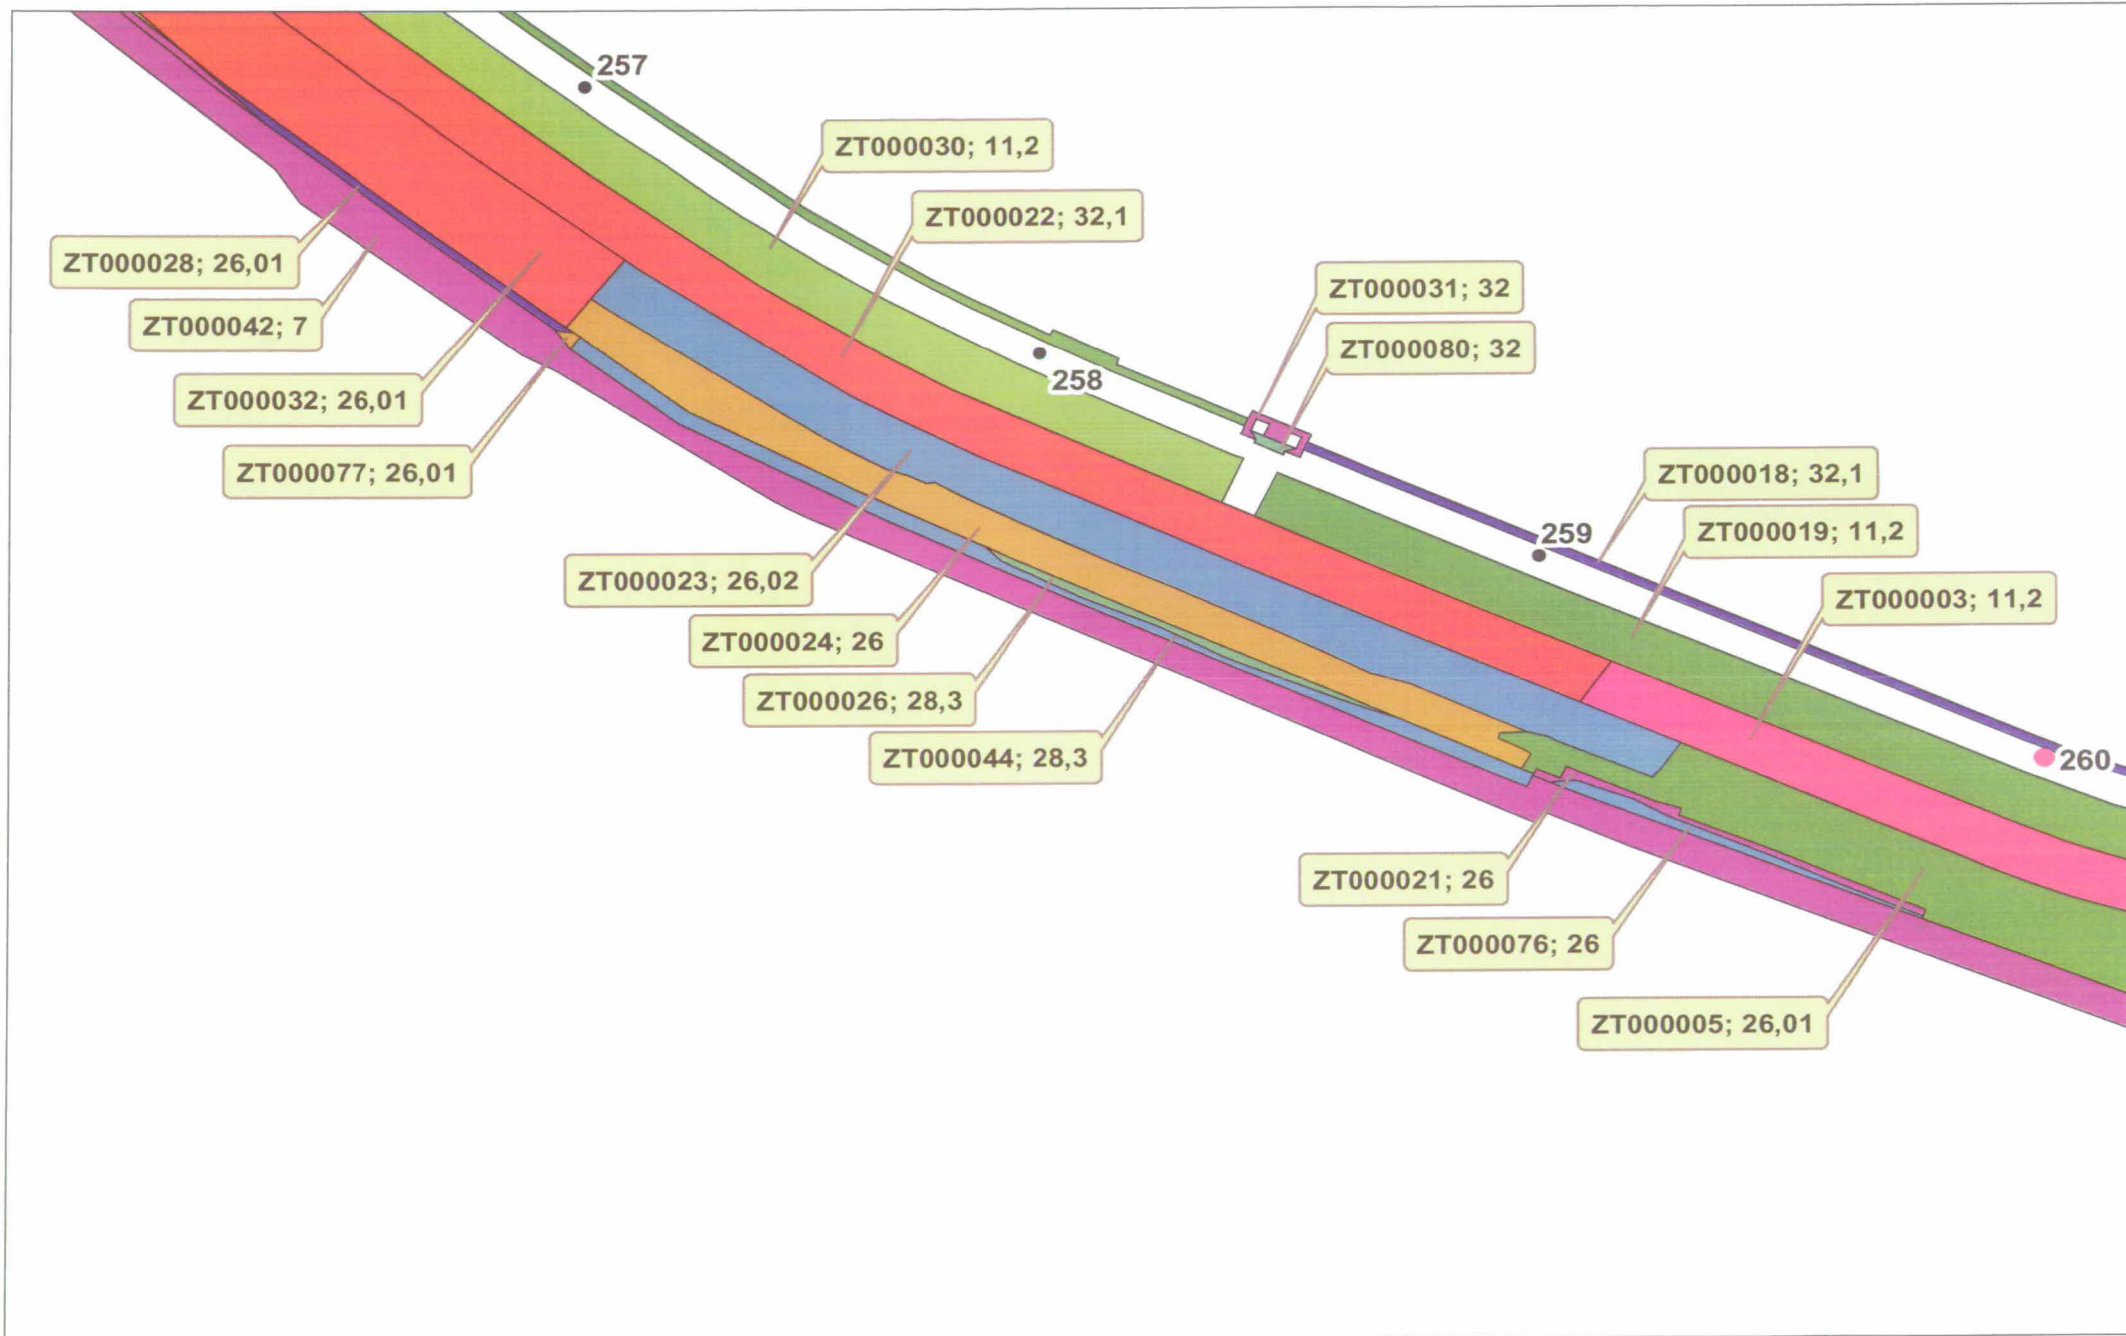 257
ZT000030; 11,2
ZT000022; 32,1
ZT000028; 26,01
ZT000031; 32
ZT000042; 7
ZT000080; 32
258
ZT000032; 26,01
ZT000077; 26,01
ZT000018; 32,1
259
ZT000019; 11,2
ZT000023; 26,02
ZT000003; 11,2
ZT000024; 26
ZT000026; 28,3
ZT000044; 28,3
260
ZT000021; 26
ZT000076; 26
ZT000005; 26,01